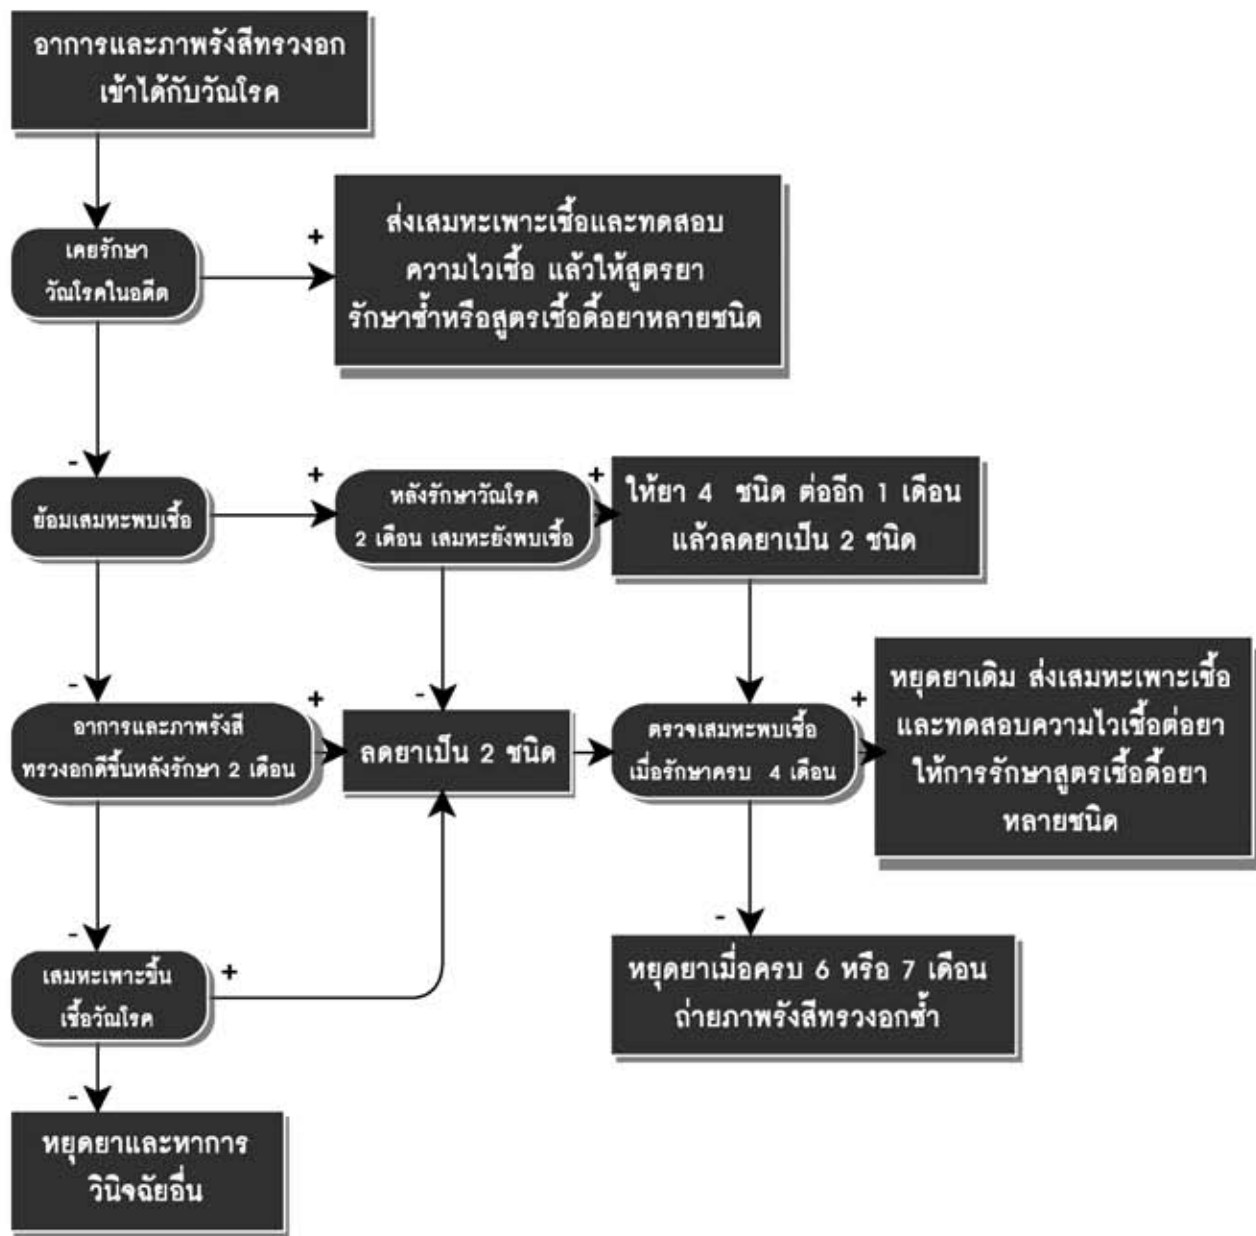 อาการและภาพรังสีทรวงอก
เข้าได้กับวัณโรค
เคยรักษา
วัณโรคในอดีต
+
ส่งเสมหะเพาะเชื้อและทดสอบ
ความไวเชื้อ แล้วให้สูตรยา
รักษาซ้ำหรือสูตรเชื้อดื้อยาหลายชนิด
-
ย้อมเสมหะพบเชื้อ
+
หลังรักษาวัณโรค
2 เดือน เสมหะยังพบเชื้อ
+
ให้ยา 4 ชนิด ต่ออีก 1 เดือน
แล้วลดยาเป็น 2 ชนิด
-
อาการและภาพรังสี
ทรวงอกดีขึ้นหลังรักษา 2 เดือน
+
-
ลดยาเป็น 2 ชนิด
ตรวจเสมหะพบเชื้อ
เมื่อรักษาครบ 4 เดือน
+
หยุดยาเดิม ส่งเสมหะเพาะเชื้อ
และทดสอบความไวเชื้อต่อยา
ให้การรักษาสูตรเชื้อดื้อยา
หลายชนิด
-
เสมหะเพาะขึ้น
เชื้อวัณโรค
+
-
หยุดยาเมื่อครบ 6 หรือ 7 เดือน
ถ่ายภาพรังสีทรวงอกซ้ำ
-
หยุดยาและหาการ
วินิจฉัยอื่น